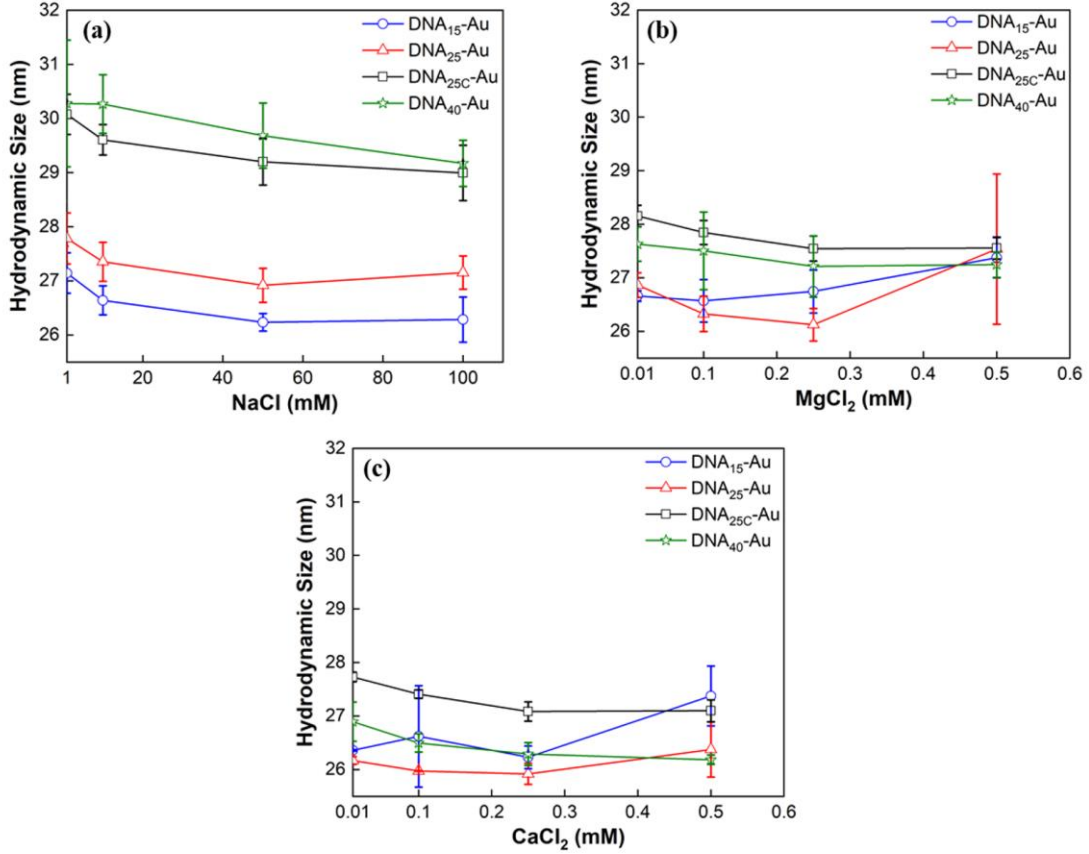 (a)
DNA₁₅-Au
DNA₂₅-Au
DNA₂₅C-Au
DNA₄₀-Au
Hydrodynamic Size (nm)
32
31
30
29
28
27
26
1 20 40 60 80 100
NaCl (mM)
(b)
DNA₁₅-Au
DNA₂₅-Au
DNA₂₅C-Au
DNA₄₀-Au
Hydrodynamic Size (nm)
32
31
30
29
28
27
26
0.01 0.1 0.2 0.3 0.4 0.5 0.6
MgCl₂ (mM)
(c)
DNA₁₅-Au
DNA₂₅-Au
DNA₂₅C-Au
DNA₄₀-Au
Hydrodynamic Size (nm)
32
31
30
29
28
27
26
0.01 0.1 0.2 0.3 0.4 0.5 0.6
CaCl₂ (mM)